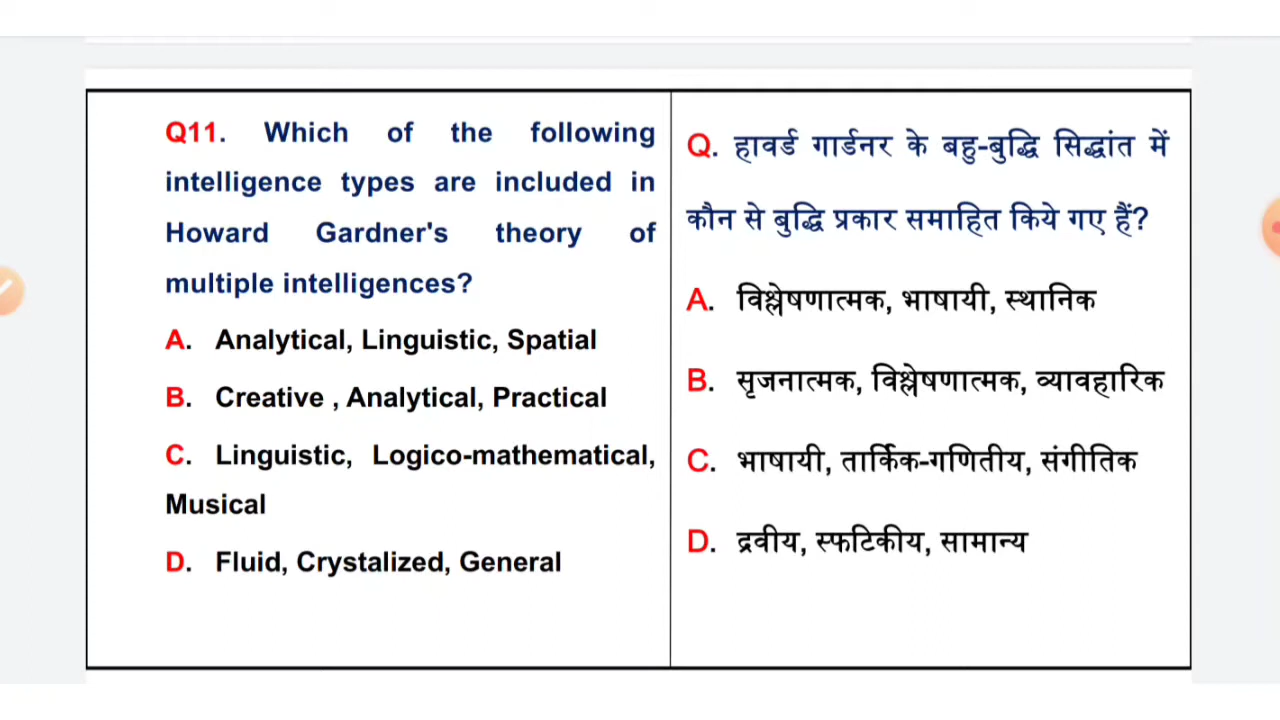 Q11. Which of the following
intelligence types are included in
Howard Gardner's theory of
multiple intelligences?
A. Analytical, Linguistic, Spatial
B. Creative , Analytical, Practical
C. Linguistic, Logico-mathematical,
Musical
D. Fluid, Crystalized, General
Q. हावर्ड गार्डनर के बहु-बुद्धि सिद्धांत में
कौन से बुद्धि प्रकार समाहित किये गए हैं?
A. विश्लेषणात्मक, भाषायी, स्थानिक
B. सृजनात्मक, विश्लेषणात्मक, व्यावहारिक
C. भाषायी, तार्किक-गणितीय, संगीतिक
D. द्रवीय, स्फटिकीय, सामान्य